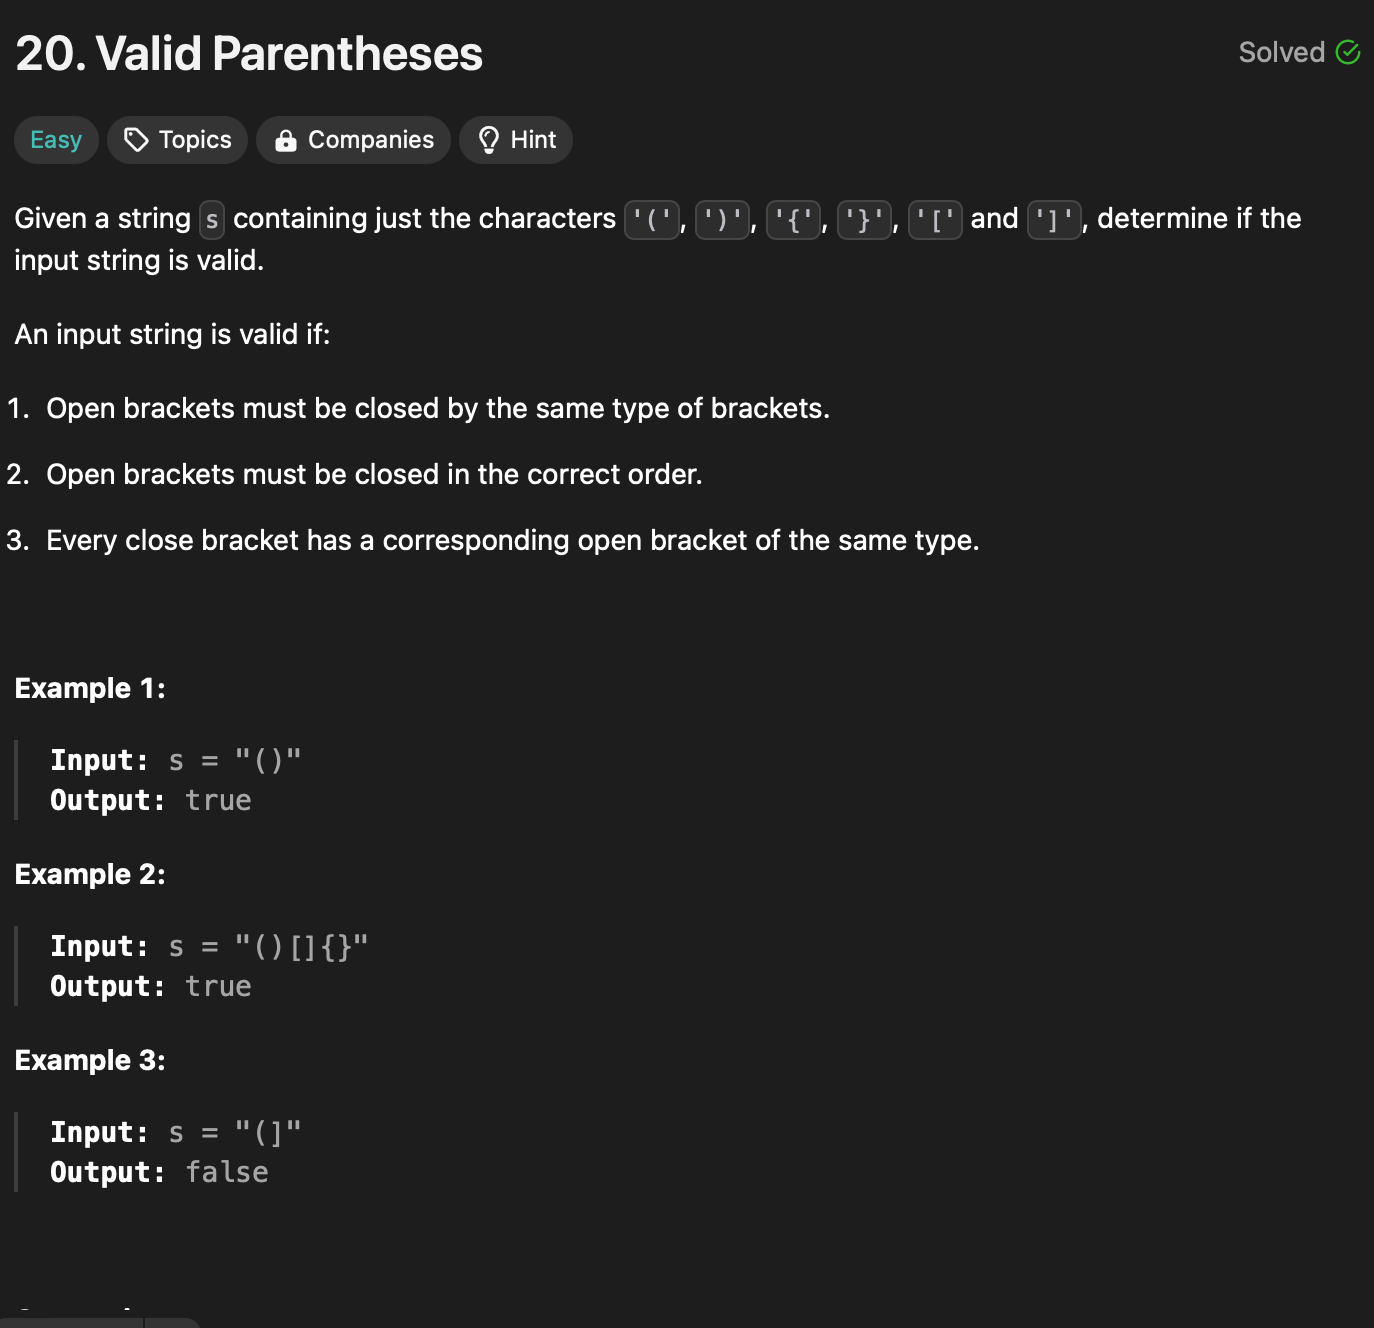 20. Valid Parentheses
Solved
Easy
Topics
Companies
Hint
Given a string s containing just the characters '(', ')', '{', '}', '[' and ']', determine if the
input string is valid.
An input string is valid if:
1. Open brackets must be closed by the same type of brackets.
2. Open brackets must be closed in the correct order.
3. Every close bracket has a corresponding open bracket of the same type.
Example 1:
Input: s = "()"
Output: true
Example 2:
Input: s = "()[]{}"
Output: true
Example 3:
Input: s = "(]"
Output: false